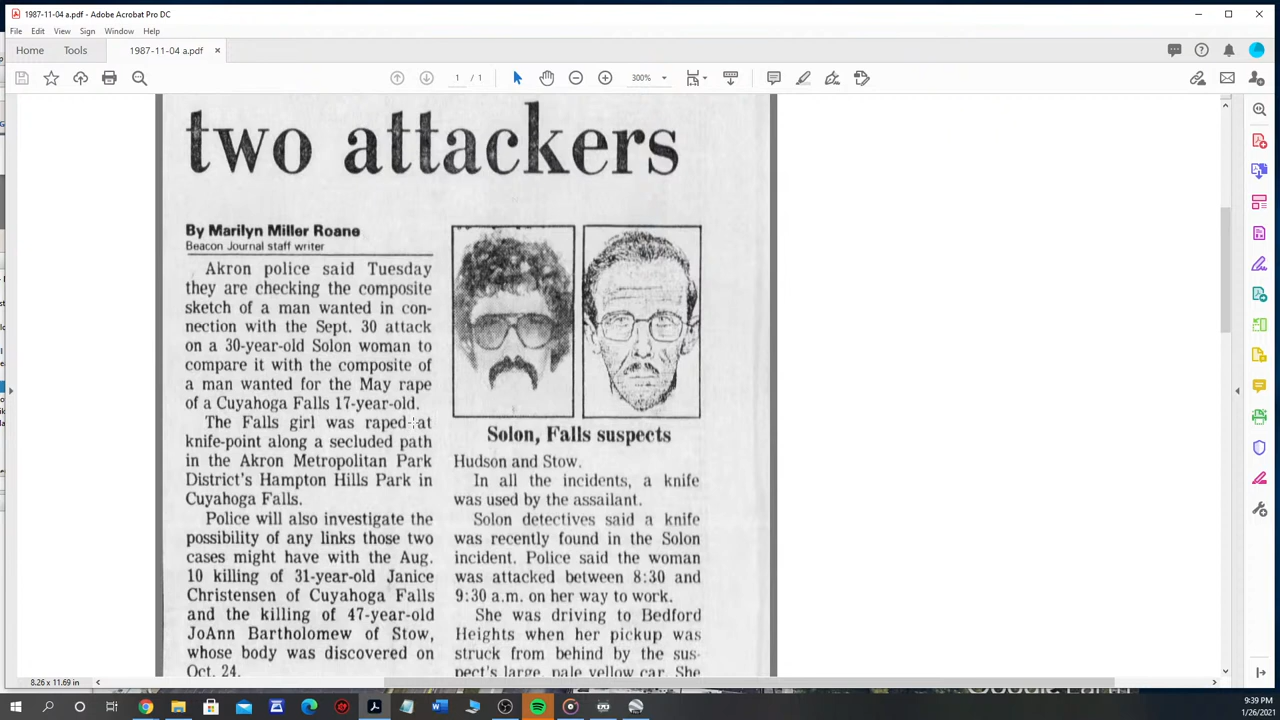 1987-11-04 a.pdf - Adobe Acrobat Pro DC
File Edit View Sign Window Help
Home Tools 1987-11-04 a.pdf ×
1 / 1 300%
two attackers
By Marilyn Miller Roane
Beacon Journal staff writer
Akron police said Tuesday
they are checking the composite
sketch of a man wanted in con-
nection with the Sept. 30 attack
on a 30-year-old Solon woman to
compare it with the composite of
a man wanted for the May rape
of a Cuyahoga Falls 17-year-old.
The Falls girl was raped at
knife-point along a secluded path
in the Akron Metropolitan Park
District's Hampton Hills Park in
Cuyahoga Falls.
Police will also investigate the
possibility of any links those two
cases might have with the Aug.
10 killing of 31-year-old Janice
Christensen of Cuyahoga Falls
and the killing of 47-year-old
JoAnn Bartholomew of Stow,
whose body was discovered on
Oct. 24.
Solon, Falls suspects
Hudson and Stow.
In all the incidents, a knife
was used by the assailant.
Solon detectives said a knife
was recently found in the Solon
incident. Police said the woman
was attacked between 8:30 and
9:30 a.m. on her way to work.
She was driving to Bedford
Heights when her pickup was
struck from behind by the sus-
pect's large, pale yellow car. She
8.26 x 11.69 in
Google Earth
9:39 PM
1/26/2021